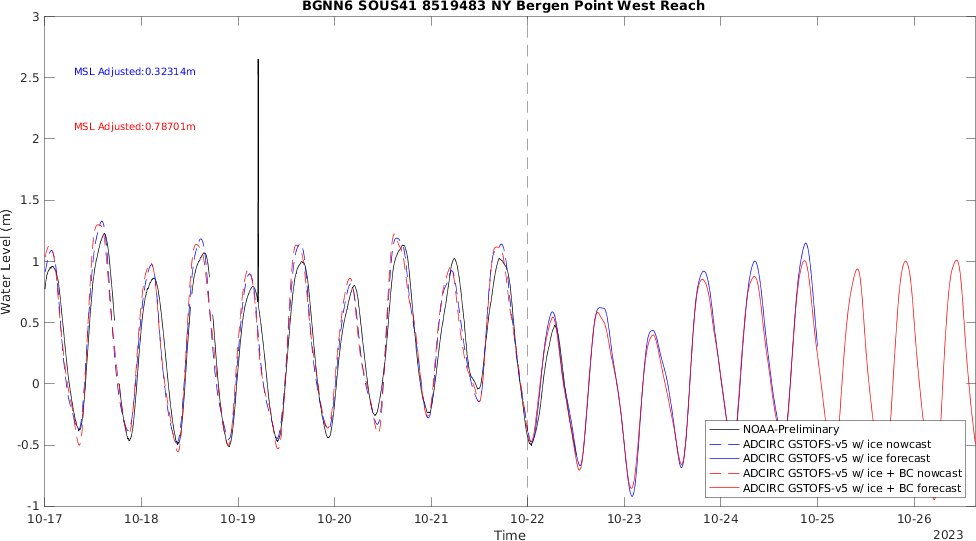 BGNN6 SOUS41 8519483 NY Bergen Point West Reach
3
2.5
2
1.5
1
0.5
0
-0.5
-1
Water Level (m)
MSL Adjusted:0.32314m
MSL Adjusted:0.78701m
NOAA-Preliminary
ADCIRC GSTOFS-v5 w/ ice nowcast
ADCIRC GSTOFS-v5 w/ ice forecast
ADCIRC GSTOFS-v5 w/ ice + BC nowcast
ADCIRC GSTOFS-v5 w/ ice + BC forecast
10-17 10-18 10-19 10-20 10-21 10-22 10-23 10-24 10-25 10-26
Time
2023